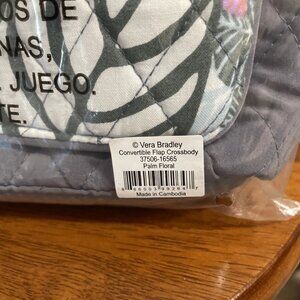 OS DE
NAS,
JUEGO.
TE.
© Vera Bradley
Convertible Flap Crossbody
37506-16565
Palm Floral
Made in Cambodia